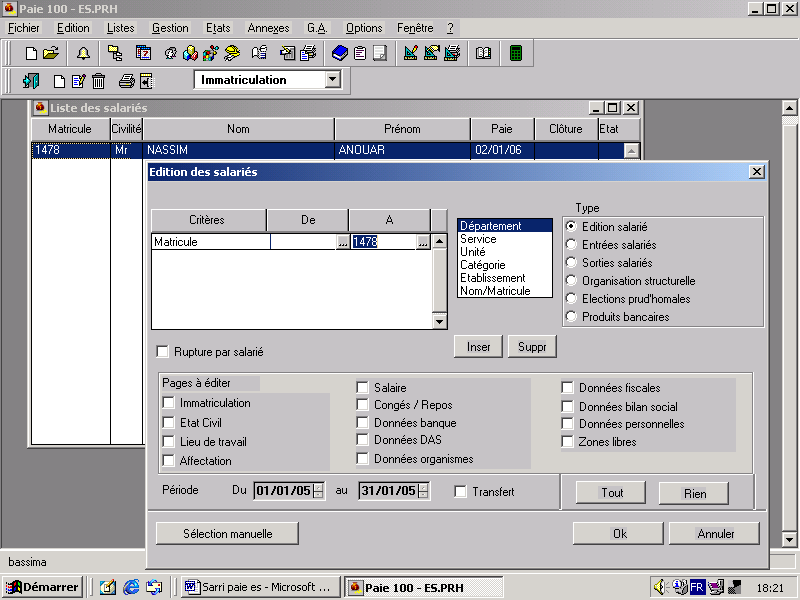 Paie 100 - ES.PRH
Fichier Edition Listes Gestion Etats Annexes G.A. Options Fenêtre ?
Immatriculation
Liste des salariés
Matricule Civilité Nom Prénom Paie Clôture Etat
1478 Mr NASSIM ANOUAR 02/01/06
Edition des salariés
Critères De A
Matricule ... 1478 ...
Département
Service
Unité
Catégorie
Etablissement
Nom/Matricule
Type
Edition salarié
Entrées salariés
Sorties salariés
Organisation structurelle
Elections prud'homales
Produits bancaires
Inser Suppr
Rupture par salarié
Pages à éditer
Immatriculation
Etat Civil
Lieu de travail
Affectation
Salaire
Congés / Repos
Données banque
Données DAS
Données organismes
Données fiscales
Données bilan social
Données personnelles
Zones libres
Période Du 01/01/05 au 31/01/05 Transfert Tout Rien
Sélection manuelle Ok Annuler
bassima
Démarrer Sarri paie es - Microsoft ... Paie 100 - ES.PRH FR 18:21